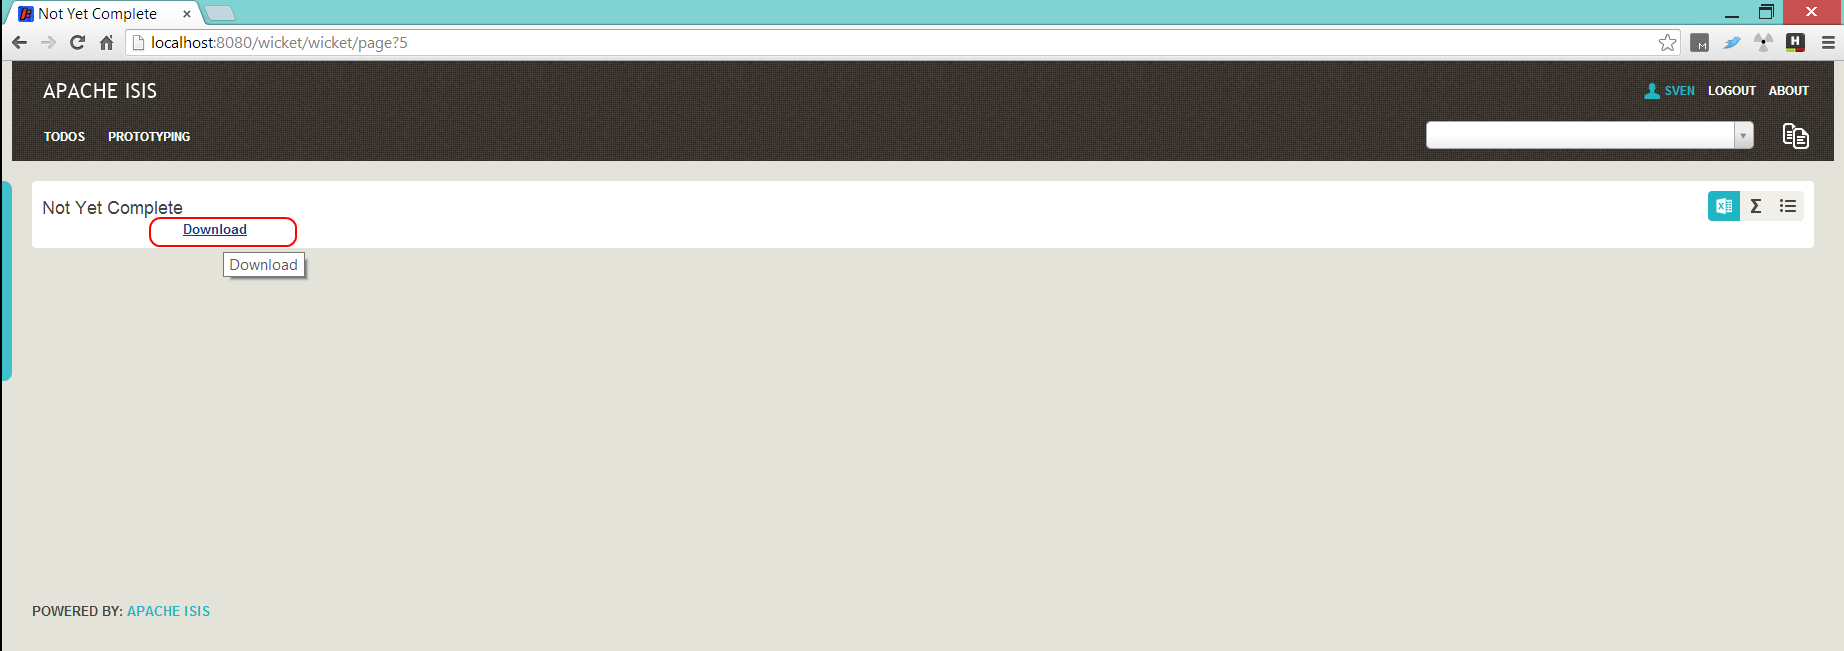 Not Yet Complete
localhost:8080/wicket/wicket/page?5
M
H
APACHE ISIS
SVEN LOGOUT ABOUT
TODOS PROTOTYPING
Not Yet Complete
Σ
Download
Download
POWERED BY: APACHE ISIS